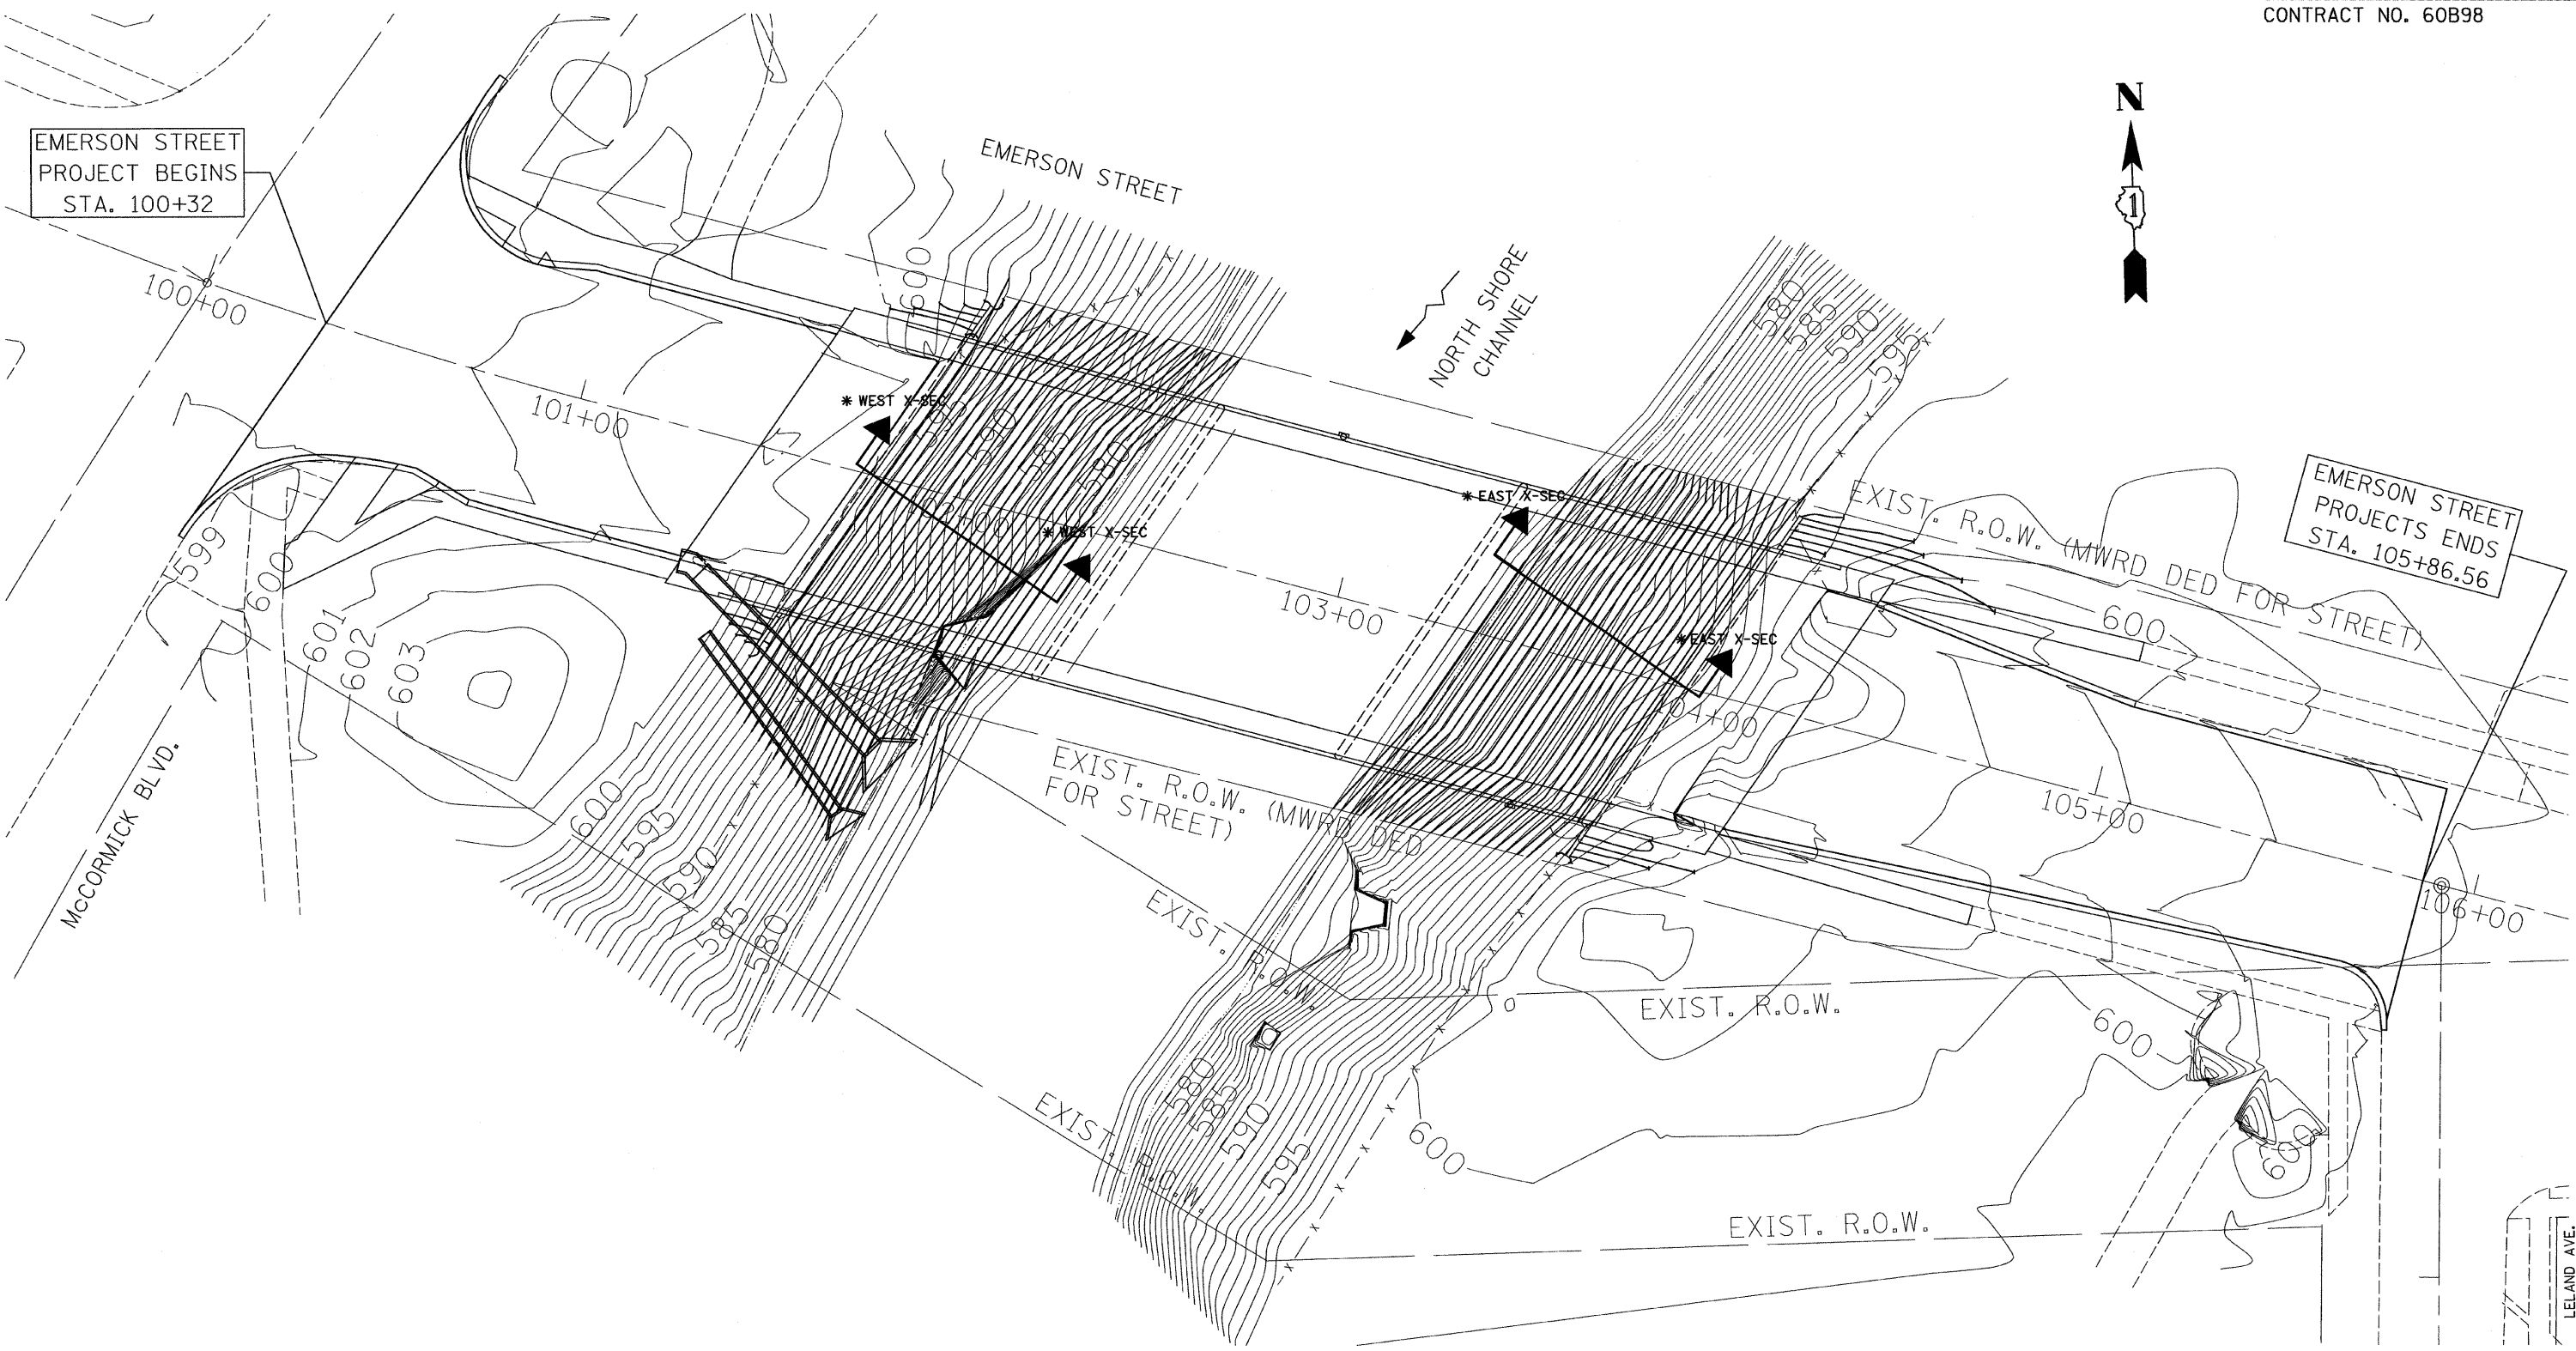 CONTRACT NO. 60B98
N
1
EMERSON STREET
PROJECT BEGINS
STA. 100+32
EMERSON STREET
NORTH SHORE
CHANNEL
100+00
101+00
600
590
585
580
* WEST X-SEC
* WEST X-SEC
580
585
590
595
* EAST X-SEC
* EAST X-SEC
103+00
104+00
105+00
106+00
EXIST. R.O.W. (MWRD DED FOR STREET)
600
EMERSON STREET
PROJECTS ENDS
STA. 105+86.56
599
600
601
602
603
McCORMICK BLVD.
600
595
590
585
580
EXIST. R.O.W. (MWRD DED
FOR STREET)
EXIST. R.O.W.
EXIST. R.O.W.
EXIST. R.O.W.
EXIST. R.O.W.
580
585
590
595
600
600
600
LELAND AVE.